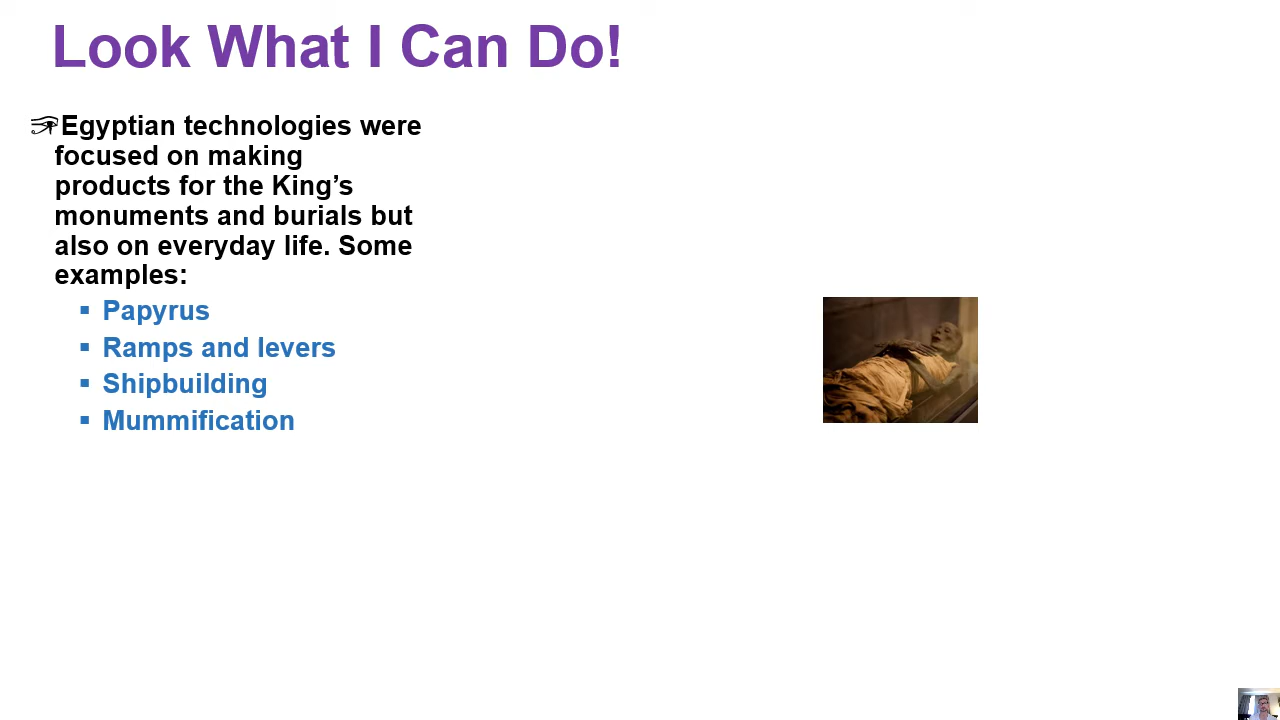 Look What I Can Do!
Egyptian technologies were
focused on making
products for the King’s
monuments and burials but
also on everyday life. Some
examples:
▪ Papyrus
▪ Ramps and levers
▪ Shipbuilding
▪ Mummification